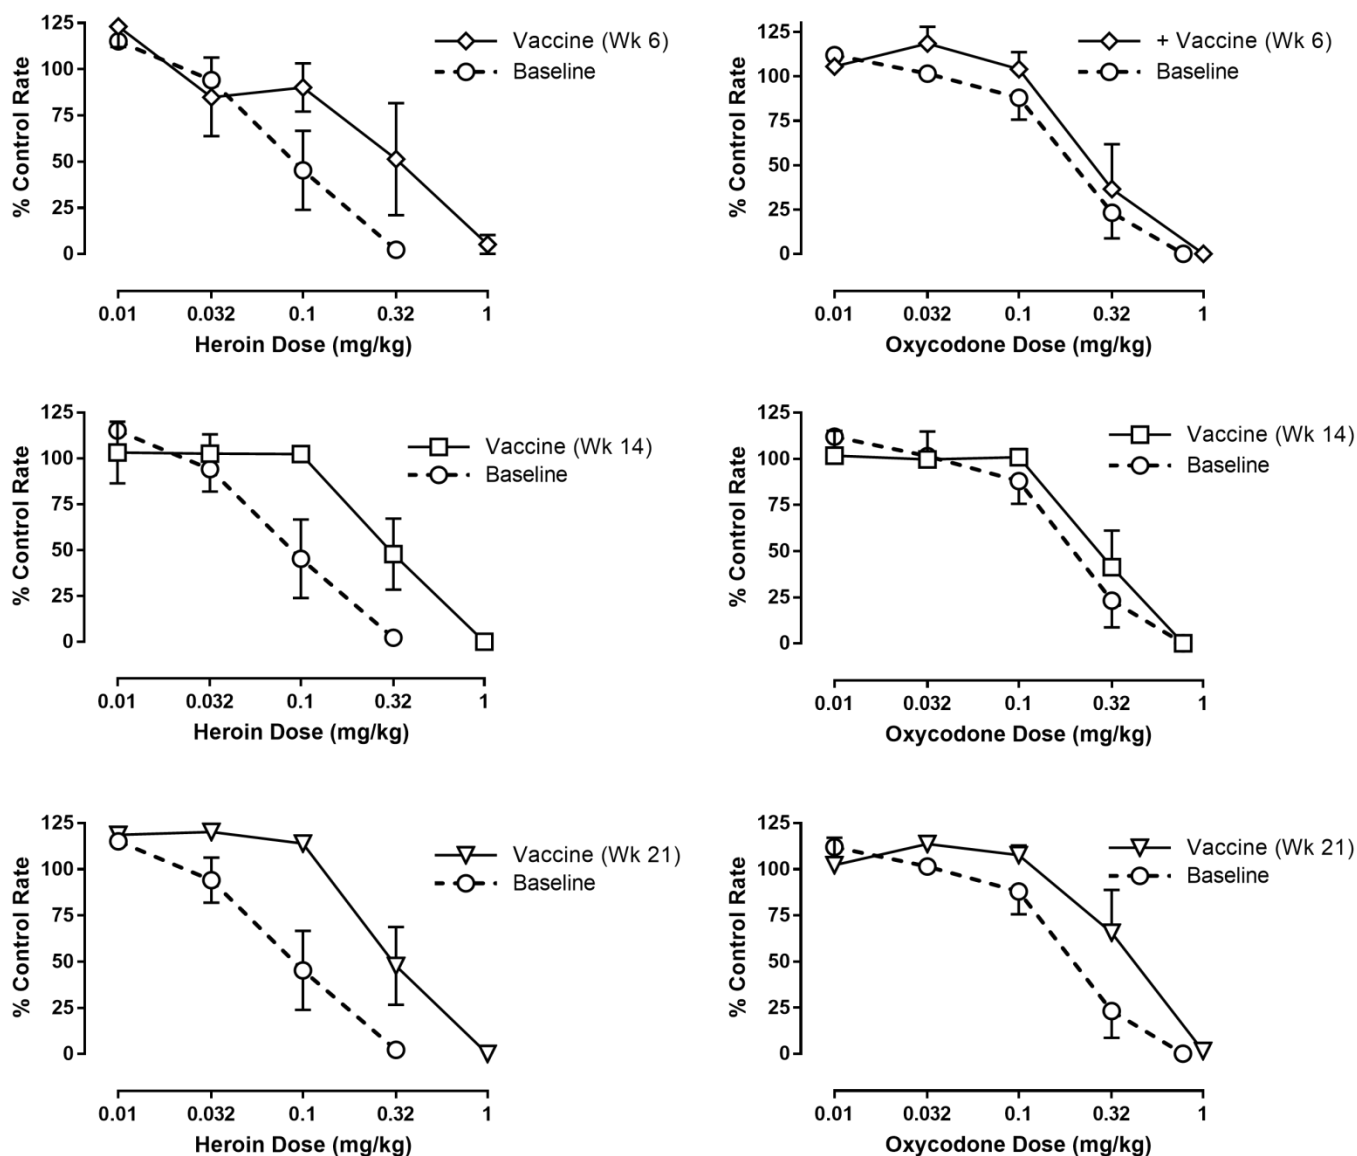 125
100
75
50
25
0
% Control Rate
Vaccine (Wk 6)
Baseline
0.01 0.032 0.1 0.32 1
Heroin Dose (mg/kg)
125
100
75
50
25
0
% Control Rate
+ Vaccine (Wk 6)
Baseline
0.01 0.032 0.1 0.32 1
Oxycodone Dose (mg/kg)
125
100
75
50
25
0
% Control Rate
Vaccine (Wk 14)
Baseline
0.01 0.032 0.1 0.32 1
Heroin Dose (mg/kg)
125
100
75
50
25
0
% Control Rate
Vaccine (Wk 14)
Baseline
0.01 0.032 0.1 0.32 1
Oxycodone Dose (mg/kg)
125
100
75
50
25
0
% Control Rate
Vaccine (Wk 21)
Baseline
0.01 0.032 0.1 0.32 1
Heroin Dose (mg/kg)
125
100
75
50
25
0
% Control Rate
Vaccine (Wk 21)
Baseline
0.01 0.032 0.1 0.32 1
Oxycodone Dose (mg/kg)